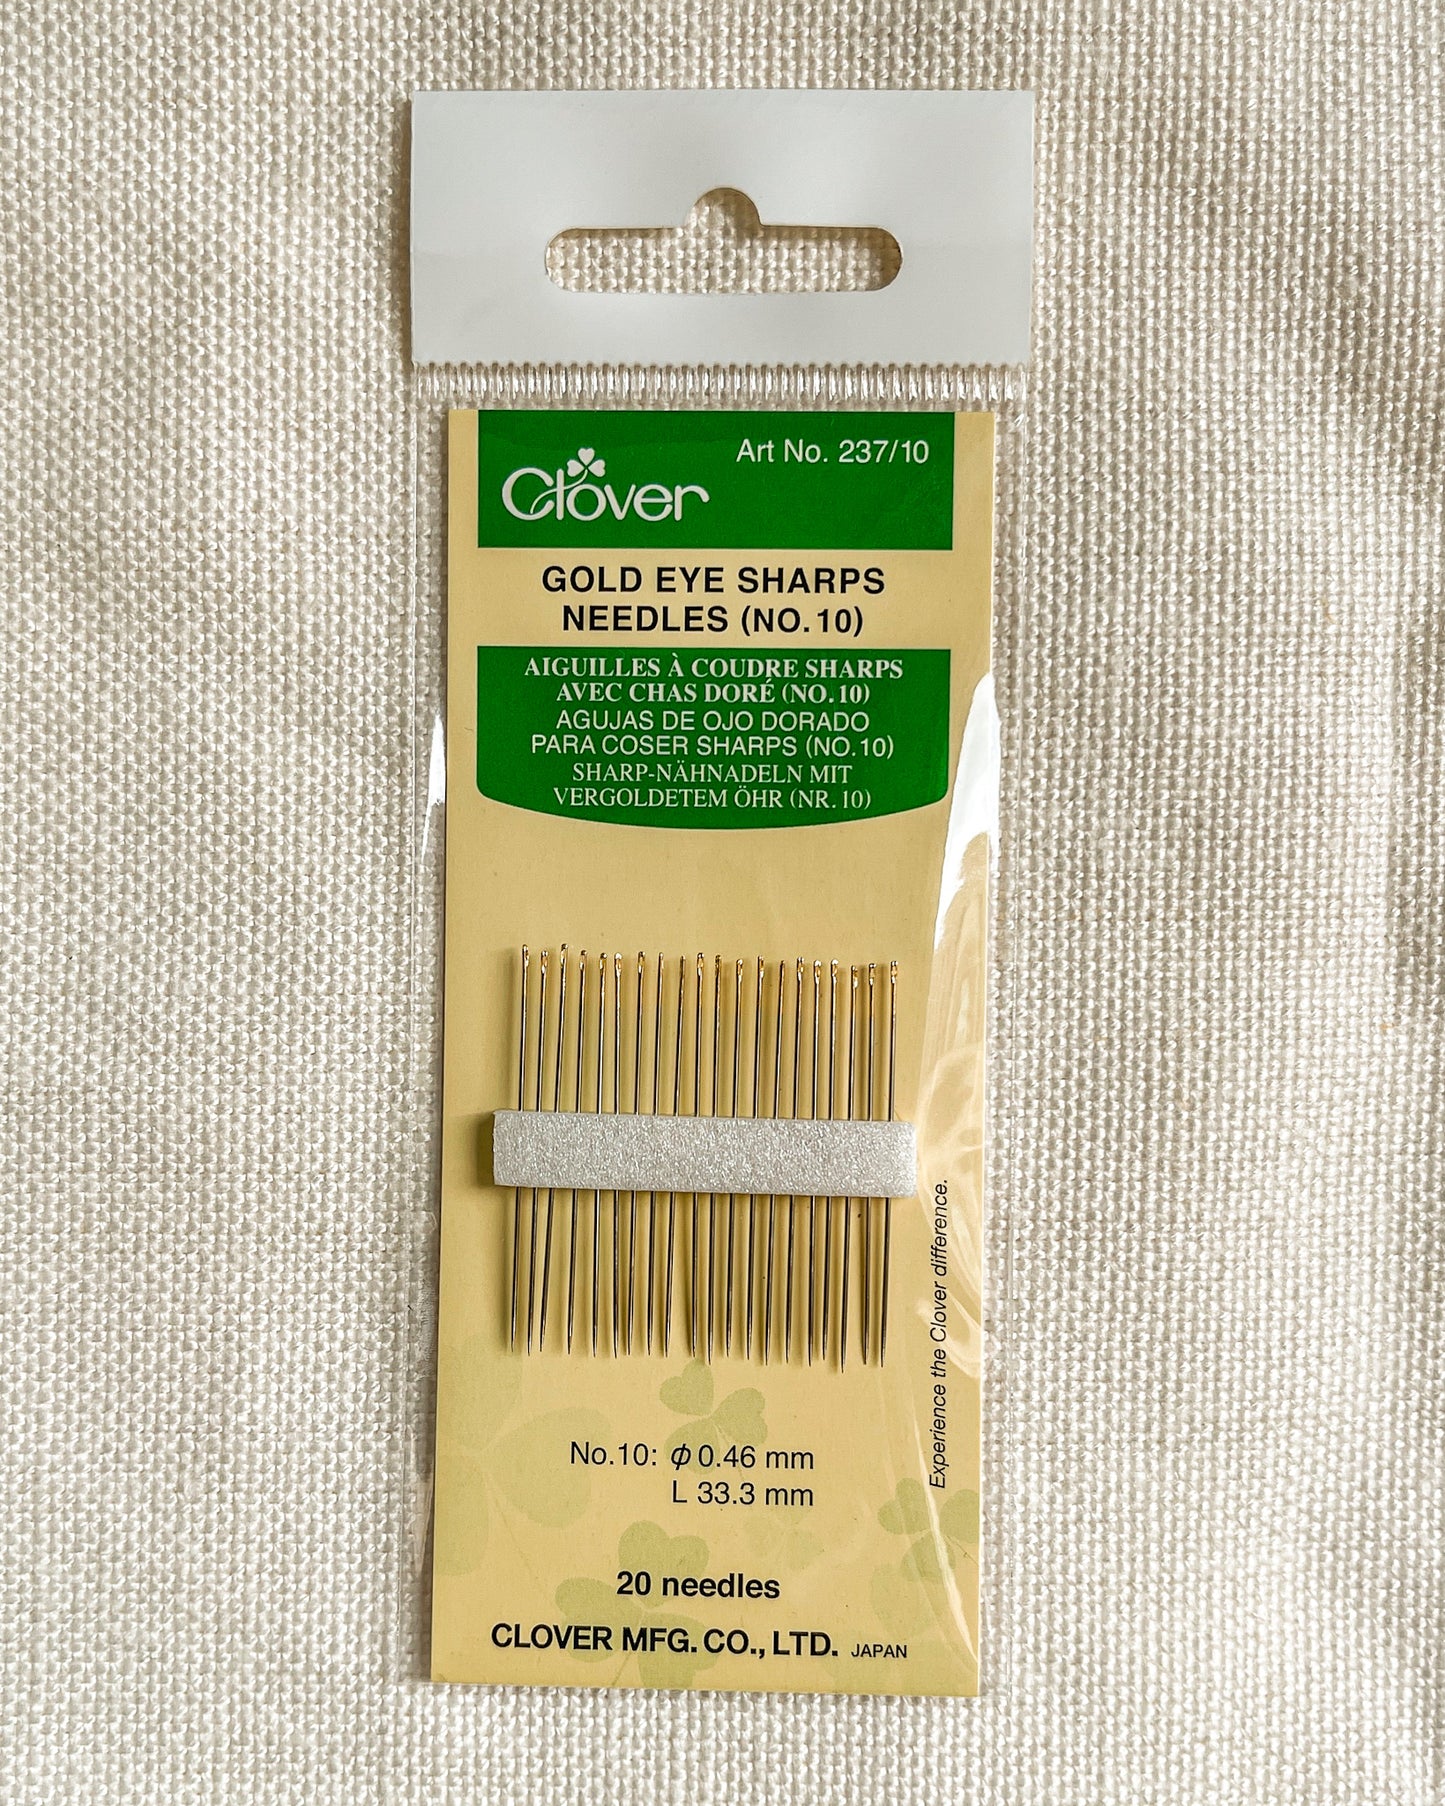 Art No. 237/10
Clover
GOLD EYE SHARPS
NEEDLES (NO.10)
AIGUILLES À COUDRE SHARPS
AVEC CHAS DORÉ (NO.10)
AGUJAS DE OJO DORADO
PARA COSER SHARPS (NO.10)
SHARP-NÄHNADELN MIT
VERGOLDETEM ÖHR (NR.10)
Experience the Clover difference.
No.10: φ0.46 mm
L 33.3 mm
20 needles
CLOVER MFG. CO., LTD. JAPAN